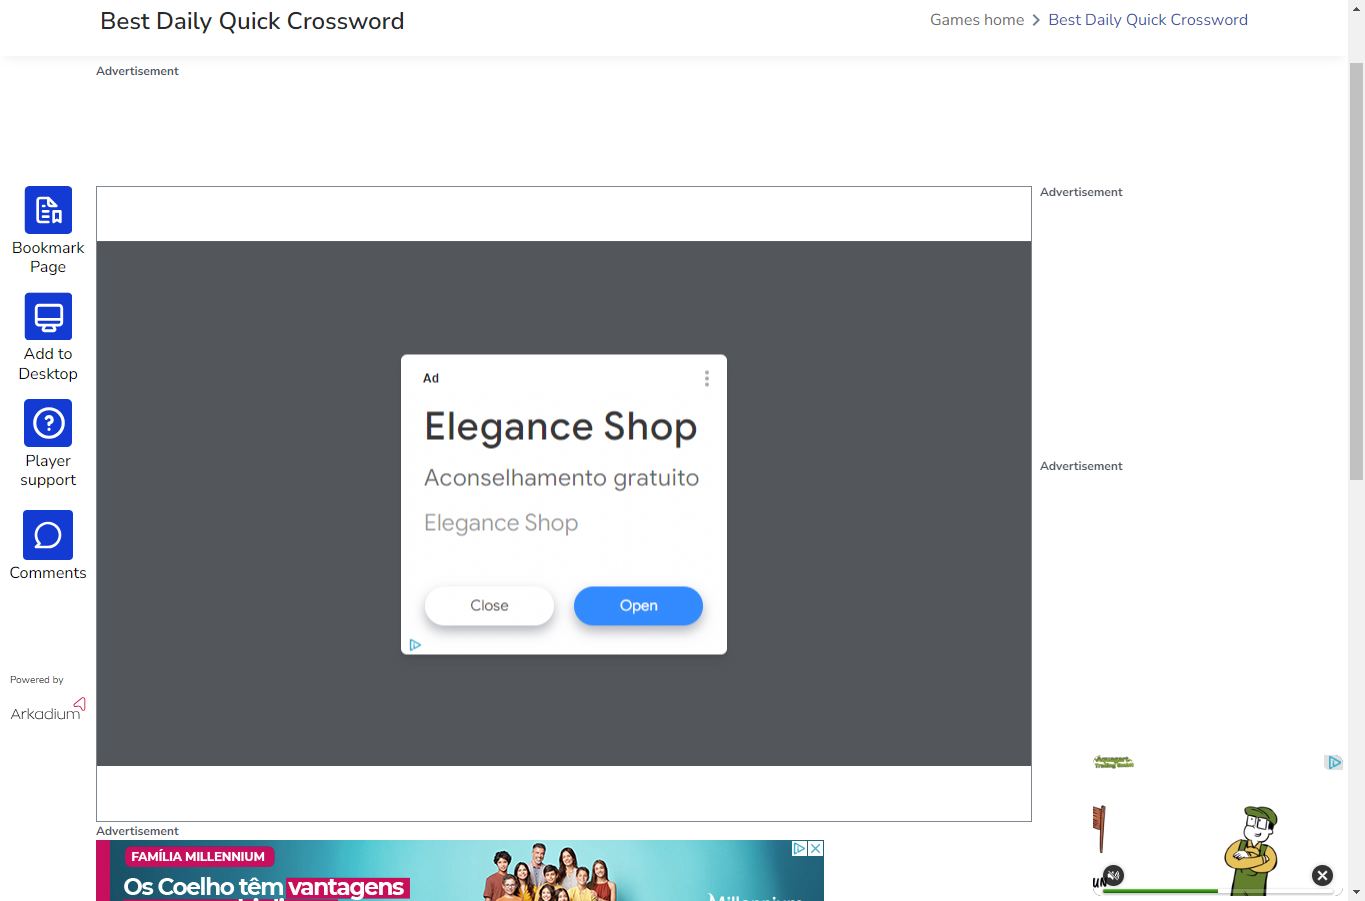 Best Daily Quick Crossword
Games home > Best Daily Quick Crossword
Advertisement
Bookmark
Page
Add to
Desktop
Player
support
Comments
Powered by
Arkadium
Ad
Elegance Shop
Aconselhamento gratuito
Elegance Shop
Close
Open
Advertisement
Advertisement
Advertisement
FAMÍLIA MILLENNIUM
Os Coelho têm vantagens
Millennium
UN